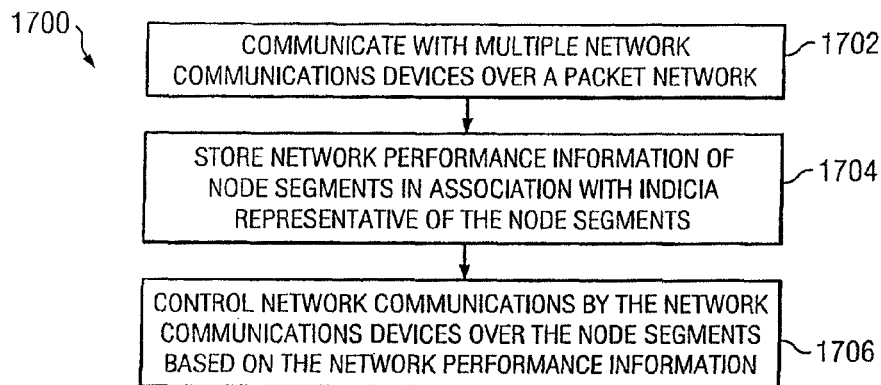 1700
COMMUNICATE WITH MULTIPLE NETWORK
COMMUNICATIONS DEVICES OVER A PACKET NETWORK
1702
STORE NETWORK PERFORMANCE INFORMATION OF
NODE SEGMENTS IN ASSOCIATION WITH INDICIA
REPRESENTATIVE OF THE NODE SEGMENTS
1704
CONTROL NETWORK COMMUNICATIONS BY THE NETWORK
COMMUNICATIONS DEVICES OVER THE NODE SEGMENTS
BASED ON THE NETWORK PERFORMANCE INFORMATION
1706